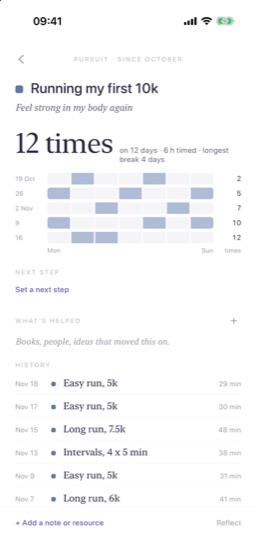 09:41
PURSUIT · SINCE OCTOBER
Running my first 10k
Feel strong in my body again
12 times on 12 days · 6 h timed · longest
break 4 days
19 Oct 2
26 5
2 Nov 7
9 10
16 12
Mon Sun times
NEXT STEP
Set a next step
WHAT'S HELPED +
Books, people, ideas that moved this on.
HISTORY
Nov 18 Easy run, 5k 29 min
Nov 17 Easy run, 5k 30 min
Nov 15 Long run, 7.5k 48 min
Nov 13 Intervals, 4 x 5 min 38 min
Nov 9 Easy run, 5k 31 min
Nov 7 Long run, 6k 41 min
+ Add a note or resource Reflect